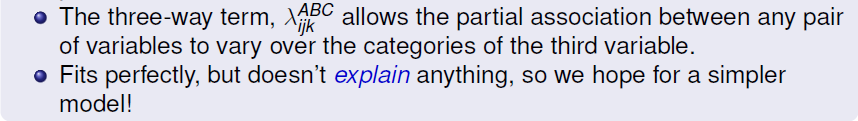 The three-way term, λ^{ABC}_{ijk} allows the partial association between any pair
of variables to vary over the categories of the third variable.
Fits perfectly, but doesn't explain anything, so we hope for a simpler
model!